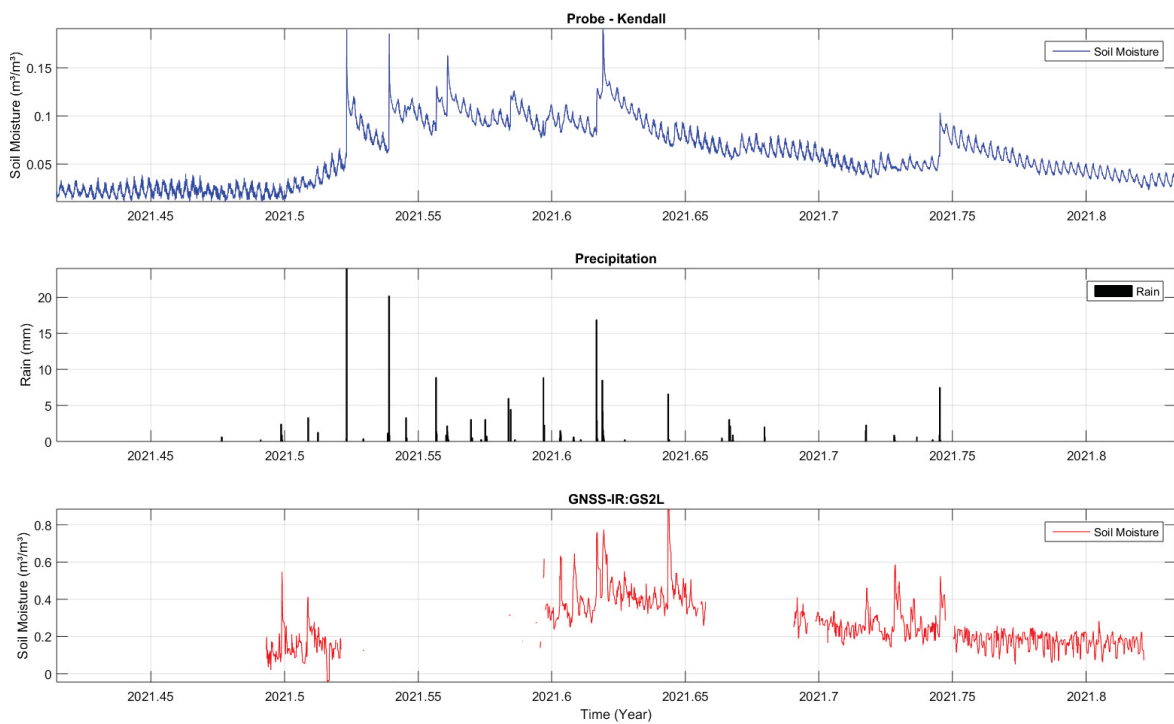 Probe - Kendall
Soil Moisture (m³/m³)
0.15
0.1
0.05
Soil Moisture
2021.45 2021.5 2021.55 2021.6 2021.65 2021.7 2021.75 2021.8
Precipitation
Rain (mm)
20
15
10
5
0
Rain
2021.45 2021.5 2021.55 2021.6 2021.65 2021.7 2021.75 2021.8
GNSS-IR:GS2L
Soil Moisture (m³/m³)
0.8
0.6
0.4
0.2
0
Soil Moisture
2021.45 2021.5 2021.55 2021.6 2021.65 2021.7 2021.75 2021.8
Time (Year)